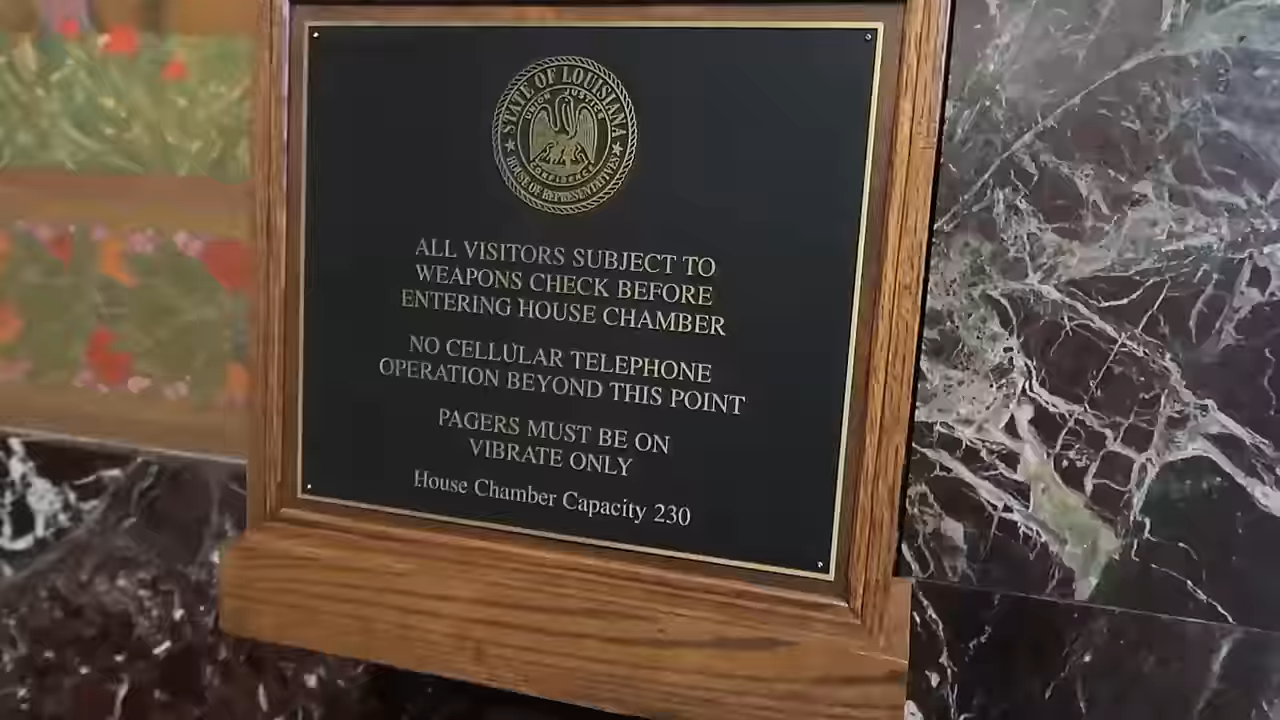 STATE OF LOUISIANA
UNION JUSTICE
CONFIDENCE
HOUSE OF REPRESENTATIVES
ALL VISITORS SUBJECT TO
WEAPONS CHECK BEFORE
ENTERING HOUSE CHAMBER
NO CELLULAR TELEPHONE
OPERATION BEYOND THIS POINT
PAGERS MUST BE ON
VIBRATE ONLY
House Chamber Capacity 230